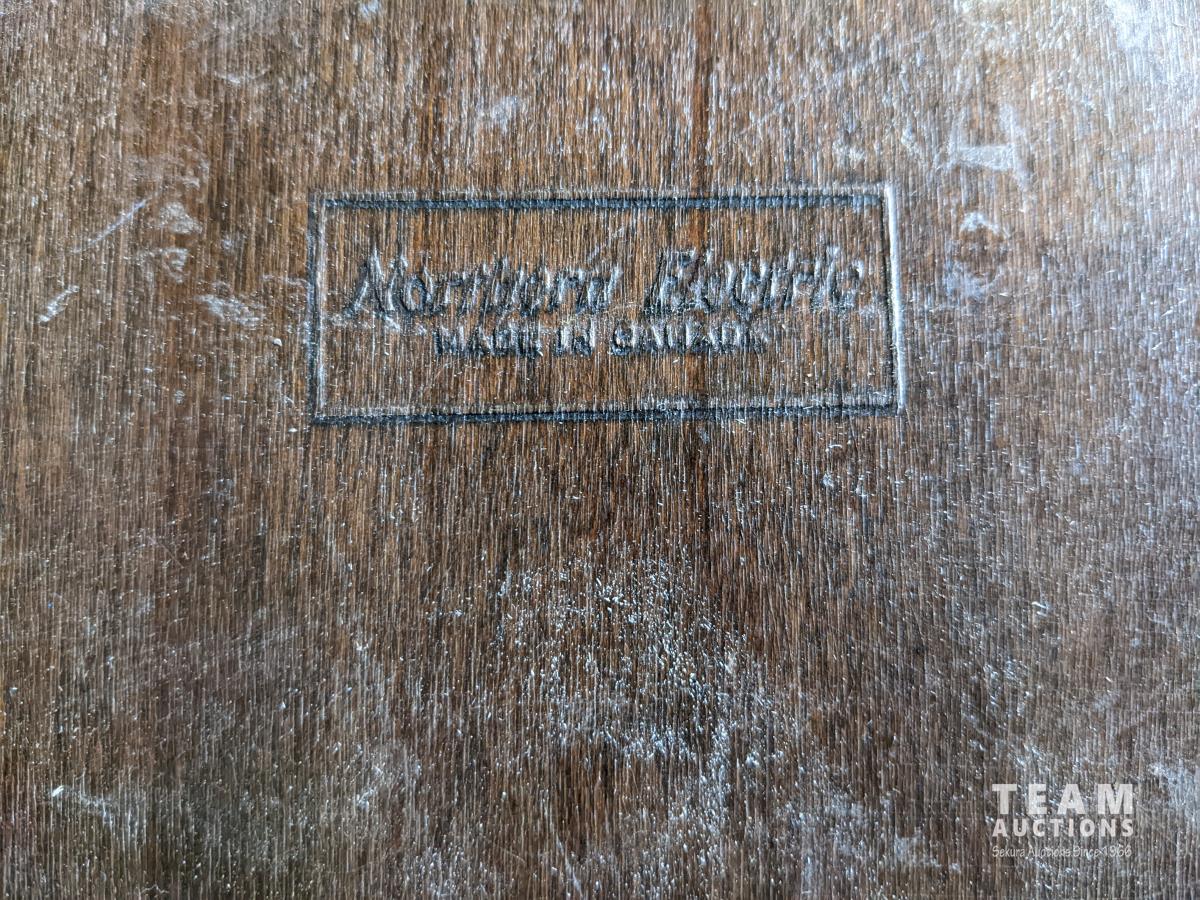 Northern Electric
MADE IN CANADA
TEAM
AUCTIONS
Sekura Auctions Since 1966